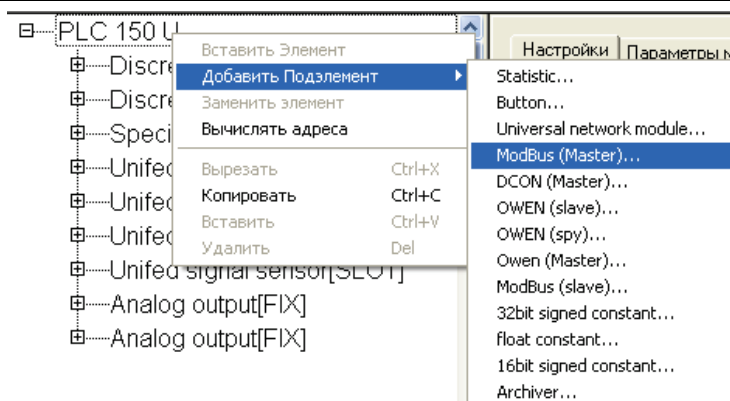 PLC 150 U
Discre
Discre
Speci
Unifed
Unifed
Unifed
Unifed signal sensor[SLOT]
Analog output[FIX]
Analog output[FIX]
Вставить Элемент
Добавить Подэлемент
Заменить элемент
Вычислять адреса
Вырезать Ctrl+X
Копировать Ctrl+C
Вставить Ctrl+V
Удалить Del
Настройки Параметры м
Statistic...
Button...
Universal network module...
ModBus (Master)...
DCON (Master)...
OWEN (slave)...
OWEN (spy)...
Owen (Master)...
ModBus (slave)...
32bit signed constant...
float constant...
16bit signed constant...
Archiver...